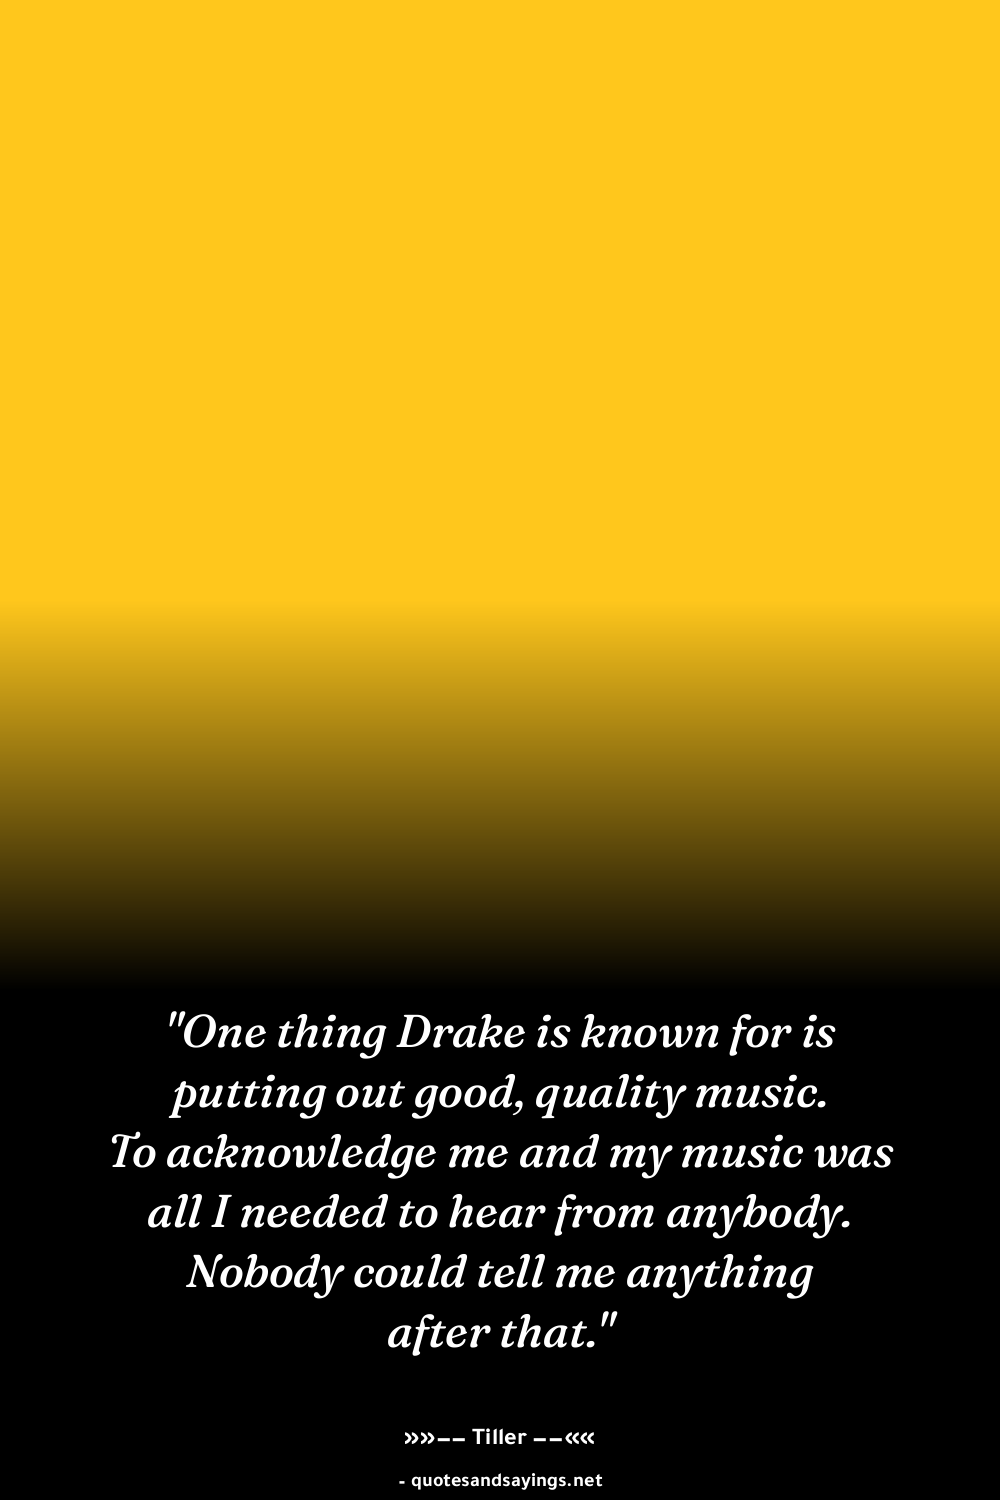 "One thing Drake is known for is
putting out good, quality music.
To acknowledge me and my music was
all I needed to hear from anybody.
Nobody could tell me anything
after that."
»»−− Tiller −−««
- quotesandsayings.net